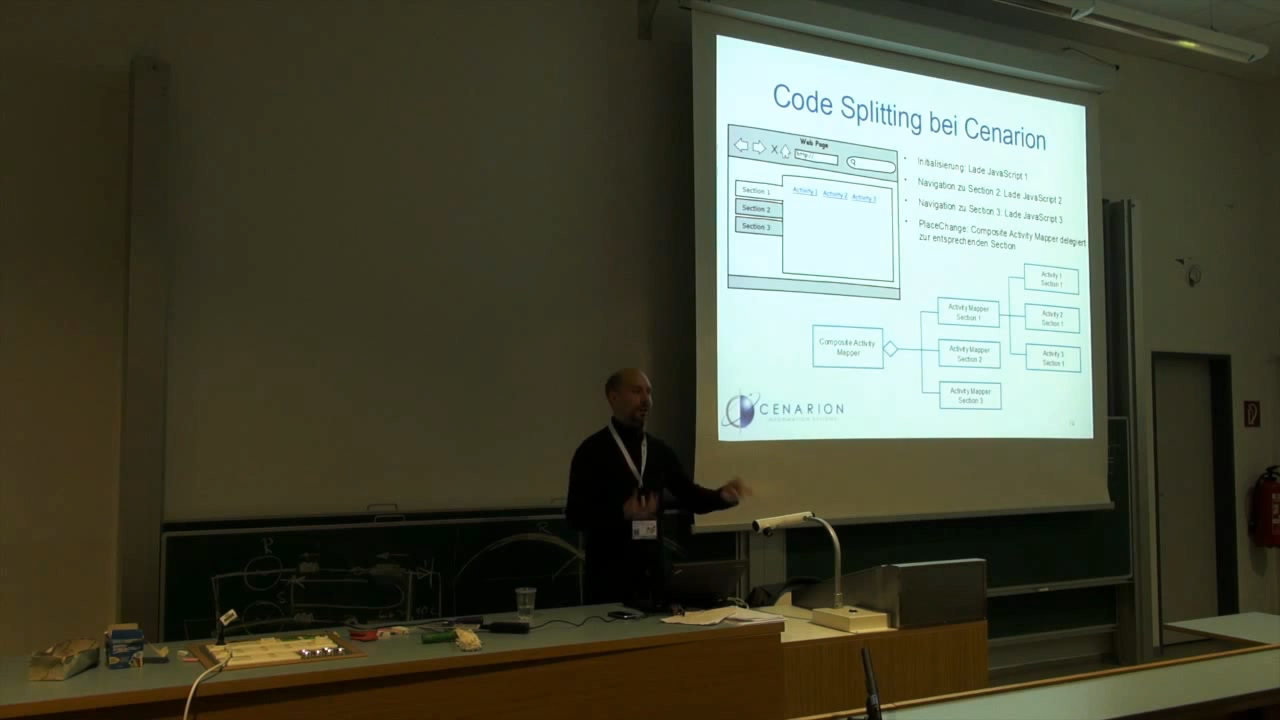 Code Splitting bei Cenarion
Web Page
http://
Section 1
Section 2
Section 3
Activity 1 Activity 2 Activity 3
Initialisierung: Lade JavaScript 1
Navigation zu Section 2: Lade JavaScript 2
Navigation zu Section 3: Lade JavaScript 3
PlaceChange: Composite Activity Mapper delegiert
zur entsprechenden Section
Composite Activity
Mapper
Activity Mapper
Section 1
Activity Mapper
Section 2
Activity Mapper
Section 3
Activity 1
Section 1
Activity 2
Section 1
Activity 3
Section 1
CENARION
INFORMATION SYSTEMS
R
S
R